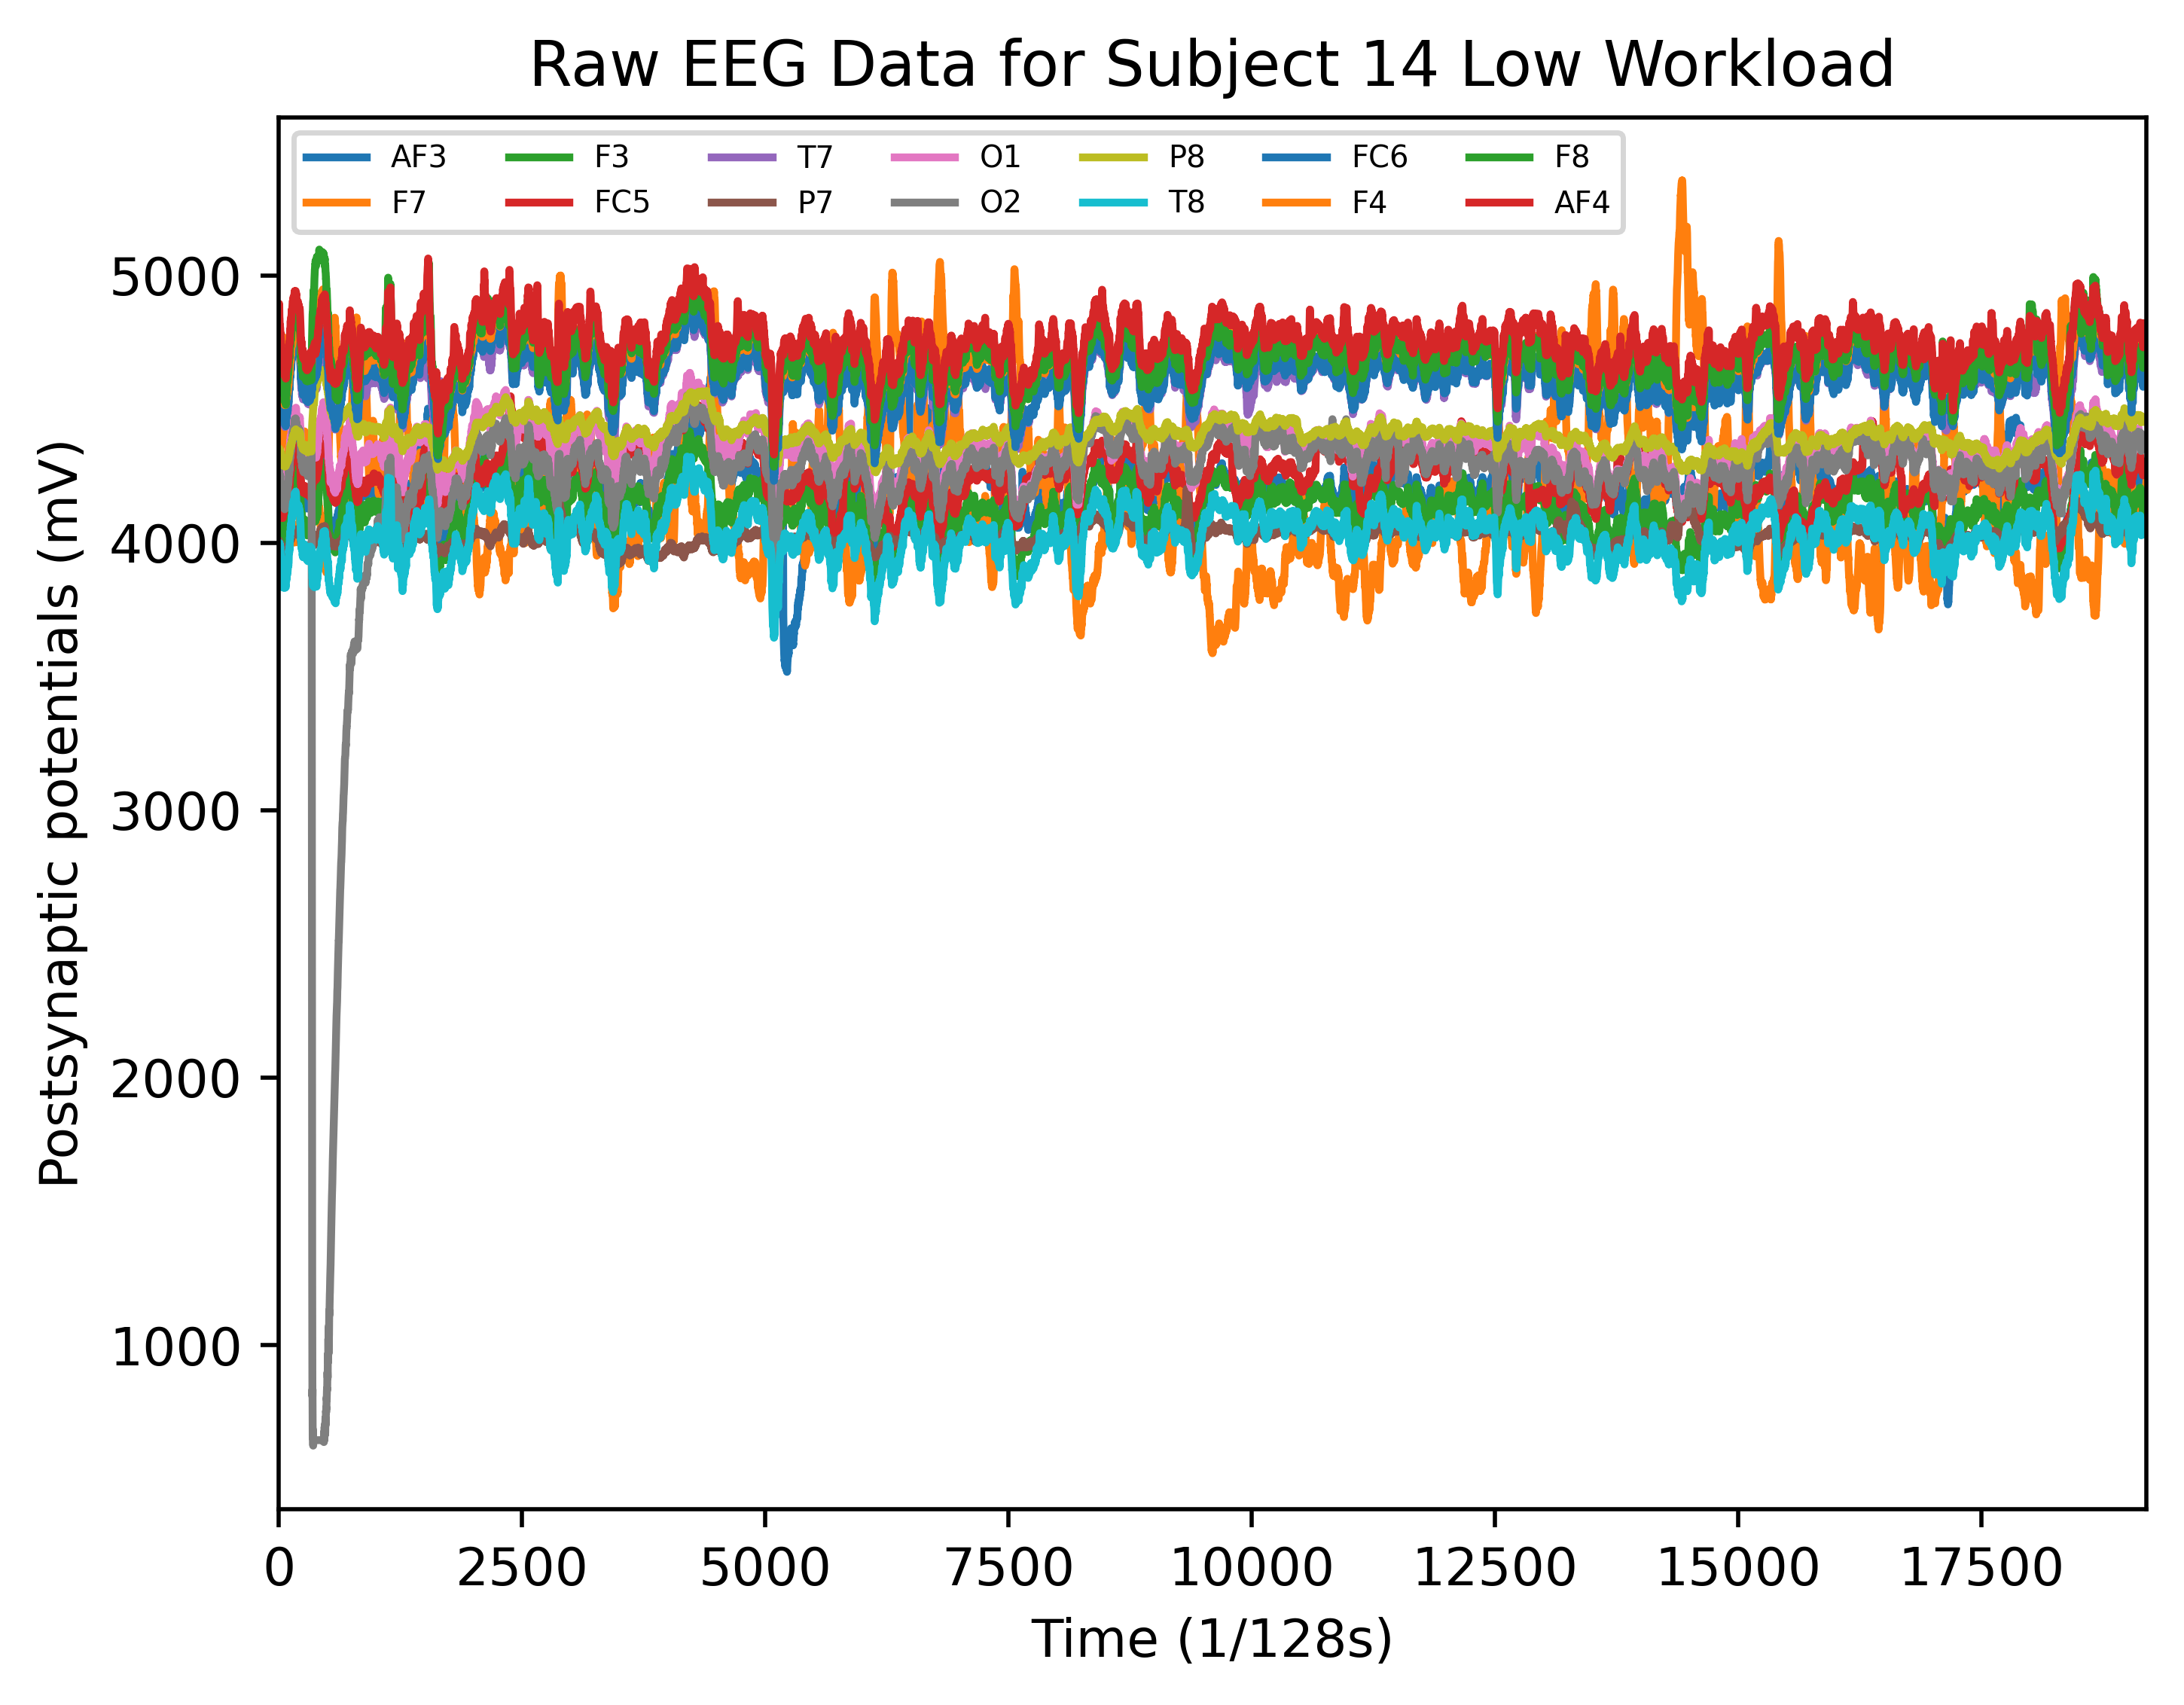 Raw EEG Data for Subject 14 Low Workload
AF3 F3 T7 O1 P8 FC6 F8
F7 FC5 P7 O2 T8 F4 AF4
5000
4000
3000
2000
1000
Postsynaptic potentials (mV)
0 2500 5000 7500 10000 12500 15000 17500
Time (1/128s)